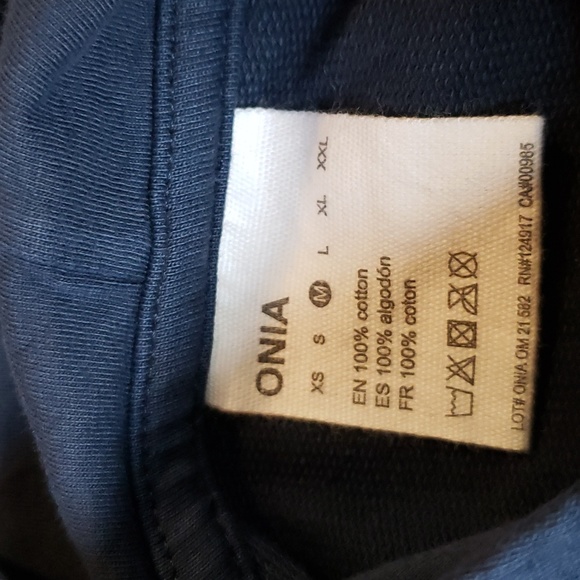 ONIA
XS S M L XL XXL
EN 100% cotton
ES 100% algodón
FR 100% coton
LOT# ONIA OM 21 582 RN#124917 CA#00985